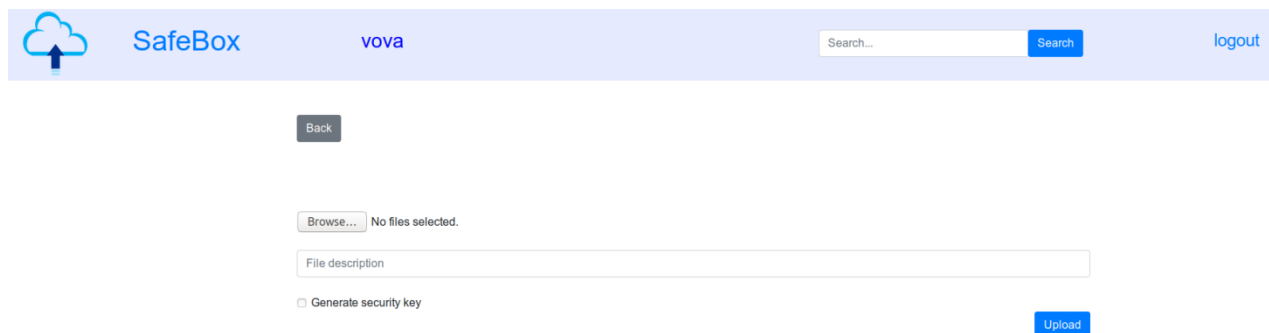 SafeBox vova Search... Search logout
Back
Browse... No files selected.
File description
Generate security key
Upload